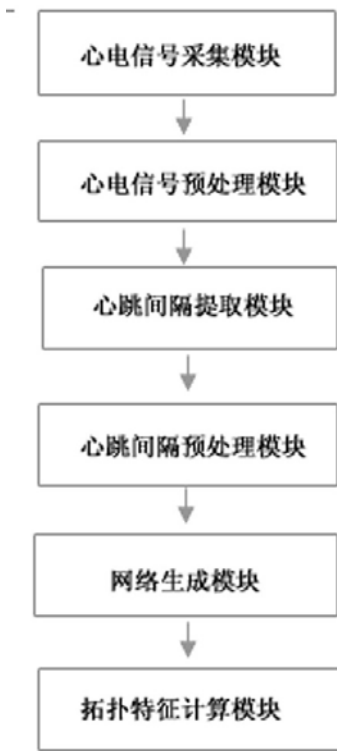 心电信号采集模块
心电信号预处理模块
心跳间隔提取模块
心跳间隔预处理模块
网络生成模块
拓扑特征计算模块